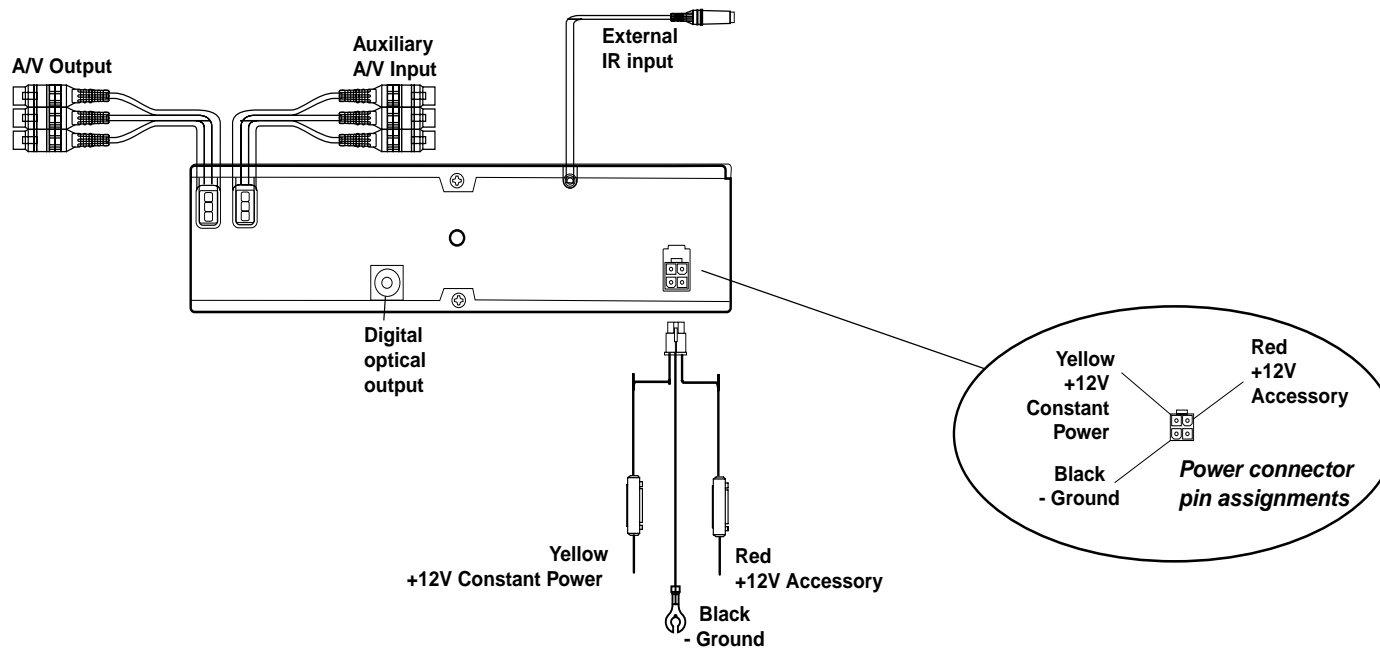 A/V Output
Auxiliary
A/V Input
External
IR input
Digital
optical
output
Yellow
+12V Constant Power
Red
+12V Accessory
Black
- Ground
Yellow
+12V
Constant
Power
Red
+12V
Accessory
Black
- Ground
Power connector
pin assignments